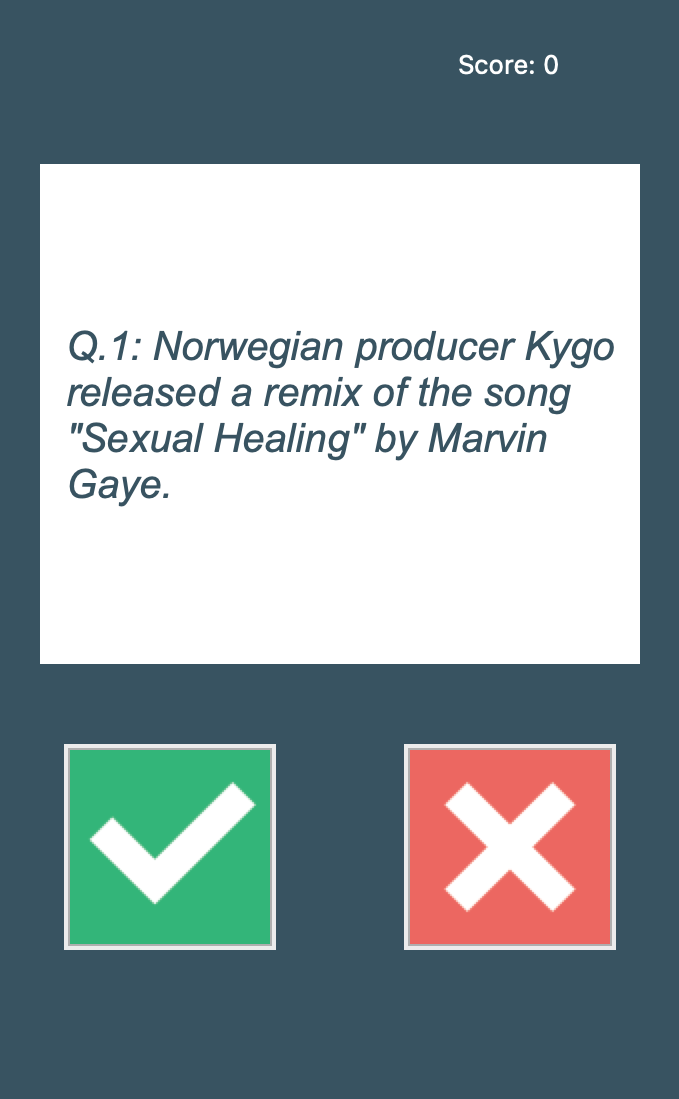 Score: 0
Q.1: Norwegian producer Kygo
released a remix of the song
"Sexual Healing" by Marvin
Gaye.